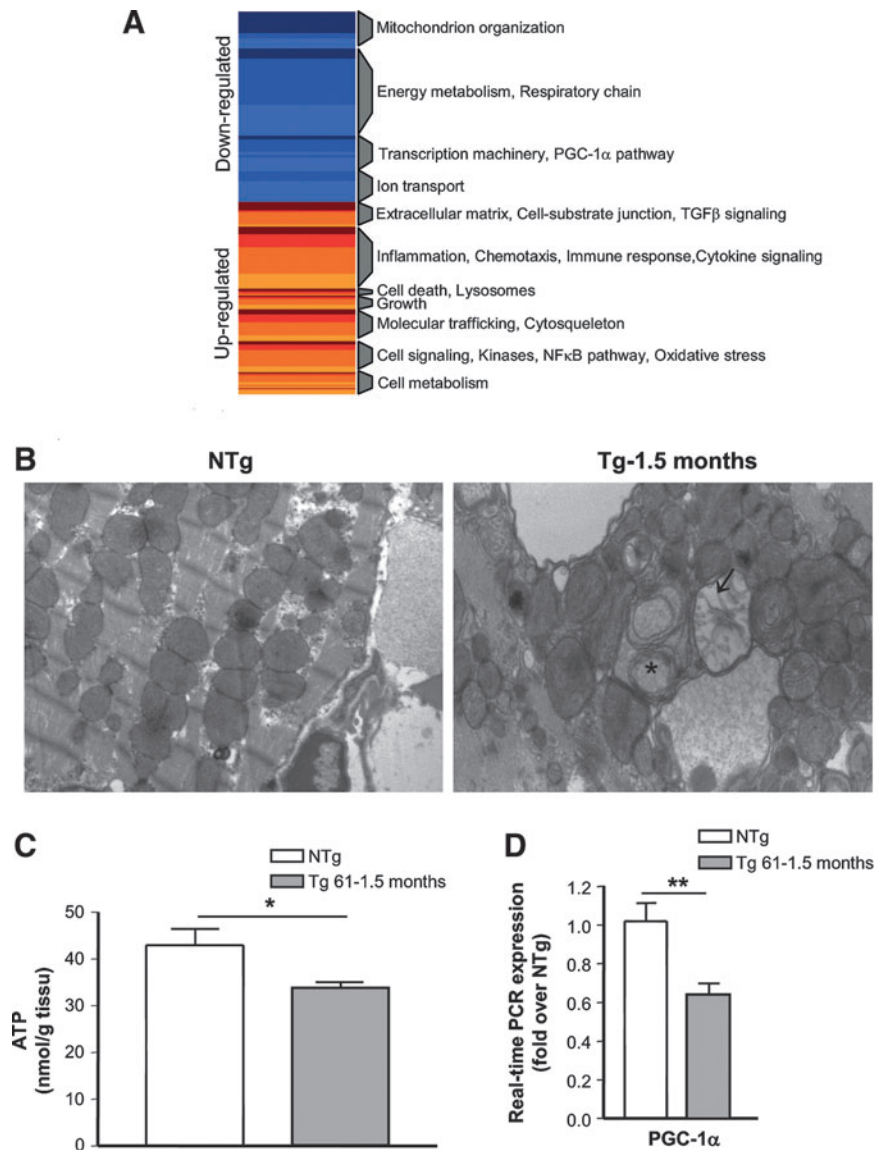 A
Down-regulated
Up-regulated
Mitochondrion organization
Energy metabolism, Respiratory chain
Transcription machinery, PGC-1α pathway
Ion transport
Extracellular matrix, Cell-substrate junction, TGFβ signaling
Inflammation, Chemotaxis, Immune response,Cytokine signaling
Cell death, Lysosomes
Growth
Molecular trafficking, Cytosqueleton
Cell signaling, Kinases, NFκB pathway, Oxidative stress
Cell metabolism
B
NTg
Tg-1.5 months
*
C
NTg
Tg 61-1.5 months
*
ATP
(nmol/g tissu)
50
40
30
20
10
0
D
NTg
Tg 61-1.5 months
**
Real-time PCR expression
(fold over NTg)
1.2
1.0
0.8
0.6
0.4
0.2
0.0
PGC-1α